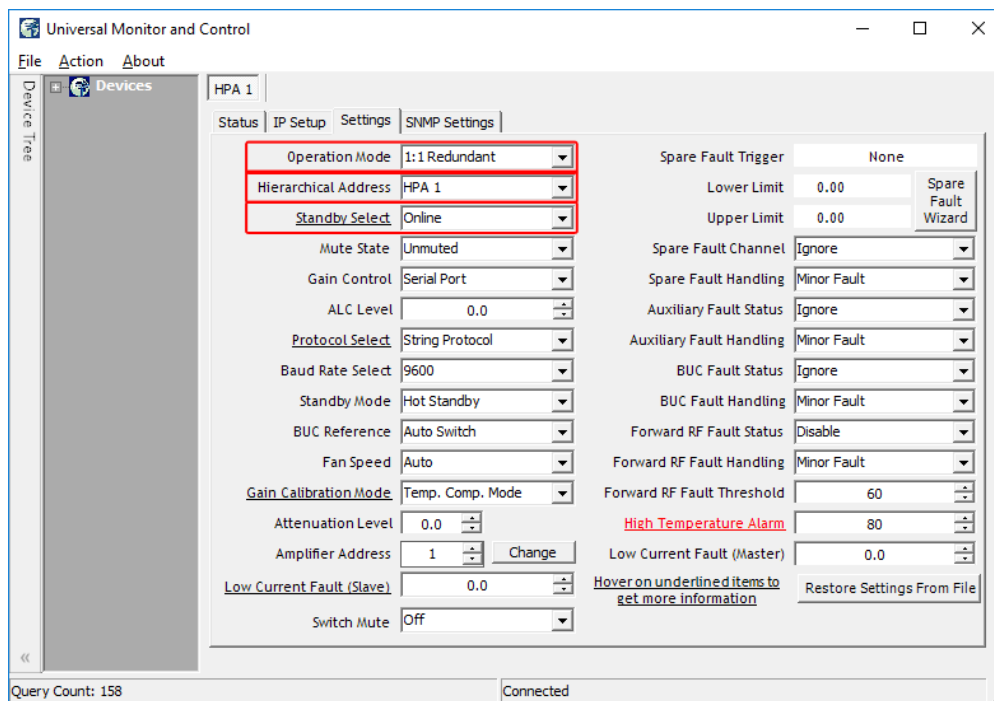 Universal Monitor and Control
File Action About
Device Tree
Devices
HPA 1
Status IP Setup Settings SNMP Settings
Operation Mode 1:1 Redundant
Hierarchical Address HPA 1
Standby Select Online
Mute State Unmuted
Gain Control Serial Port
ALC Level 0.0
Protocol Select String Protocol
Baud Rate Select 9600
Standby Mode Hot Standby
BUC Reference Auto Switch
Fan Speed Auto
Gain Calibration Mode Temp. Comp. Mode
Attenuation Level 0.0
Amplifier Address 1 Change
Low Current Fault (Slave) 0.0
Switch Mute Off
Spare Fault Trigger None
Lower Limit 0.00
Upper Limit 0.00
Spare
Fault
Wizard
Spare Fault Channel Ignore
Spare Fault Handling Minor Fault
Auxiliary Fault Status Ignore
Auxiliary Fault Handling Minor Fault
BUC Fault Status Ignore
BUC Fault Handling Minor Fault
Forward RF Fault Status Disable
Forward RF Fault Handling Minor Fault
Forward RF Fault Threshold 60
High Temperature Alarm 80
Low Current Fault (Master) 0.0
Hover on underlined items to
get more information
Restore Settings From File
«
Query Count: 158
Connected